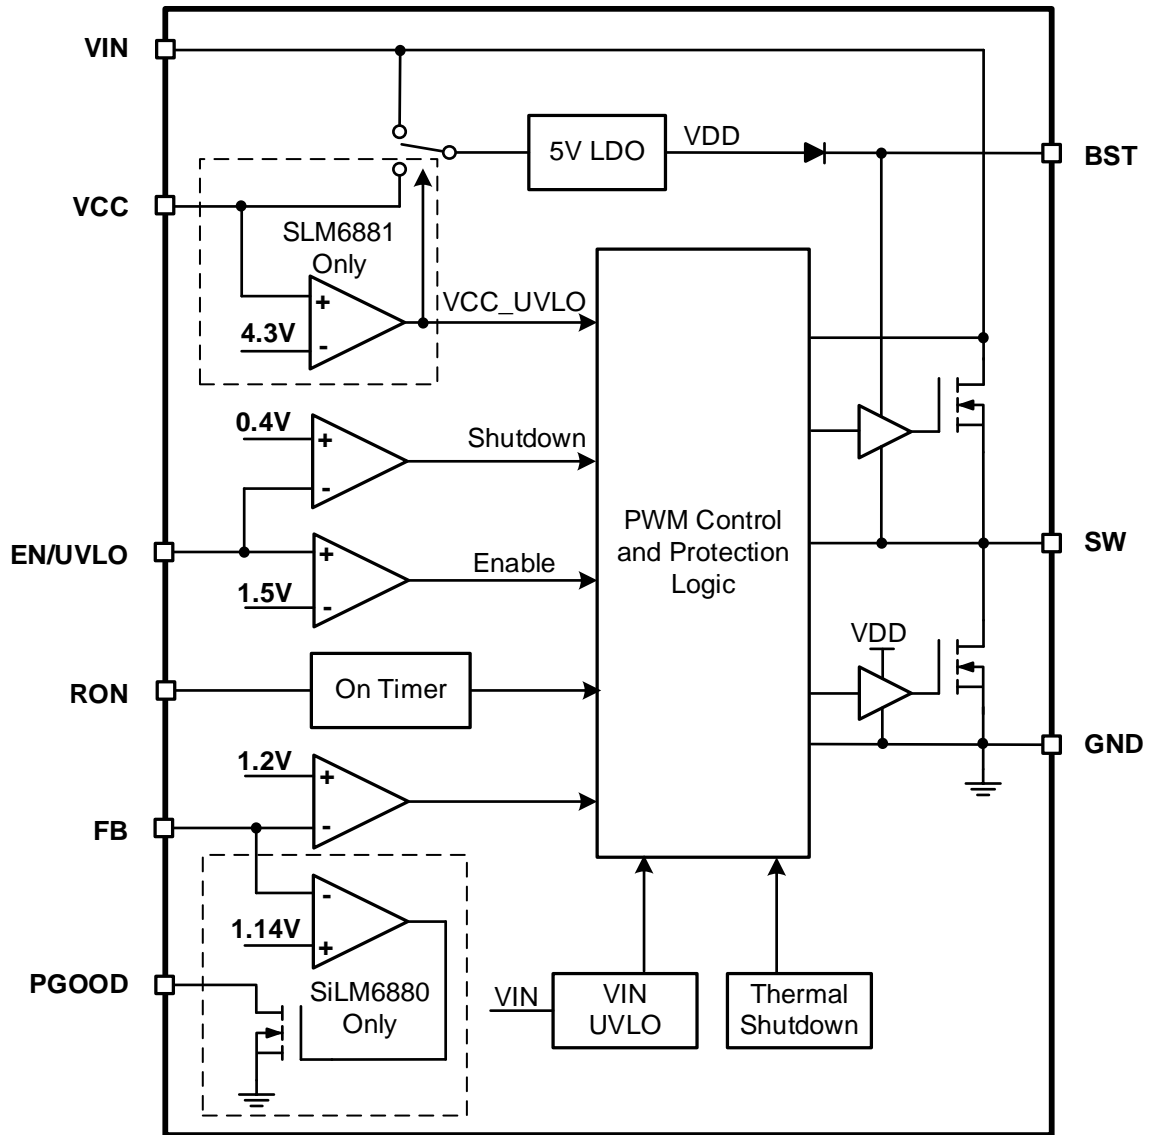 VIN
5V LDO
VDD
BST
VCC
SLM6881
Only
+
4.3V
-
VCC_UVLO
0.4V
+
-
Shutdown
EN/UVLO
+
1.5V
-
Enable
PWM Control
and Protection
Logic
SW
VDD
RON
On Timer
GND
1.2V
+
FB
-
-
1.14V
+
PGOOD
SiLM6880
Only
VIN
VIN
UVLO
Thermal
Shutdown